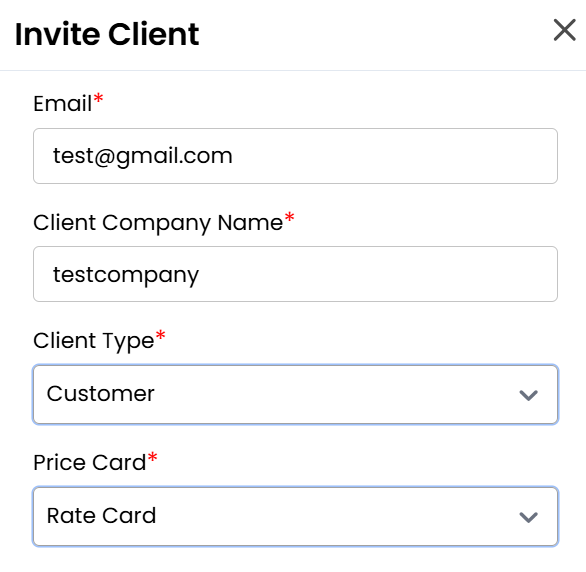 Invite Client
Email*
test@gmail.com
Client Company Name*
testcompany
Client Type*
Customer
Price Card*
Rate Card